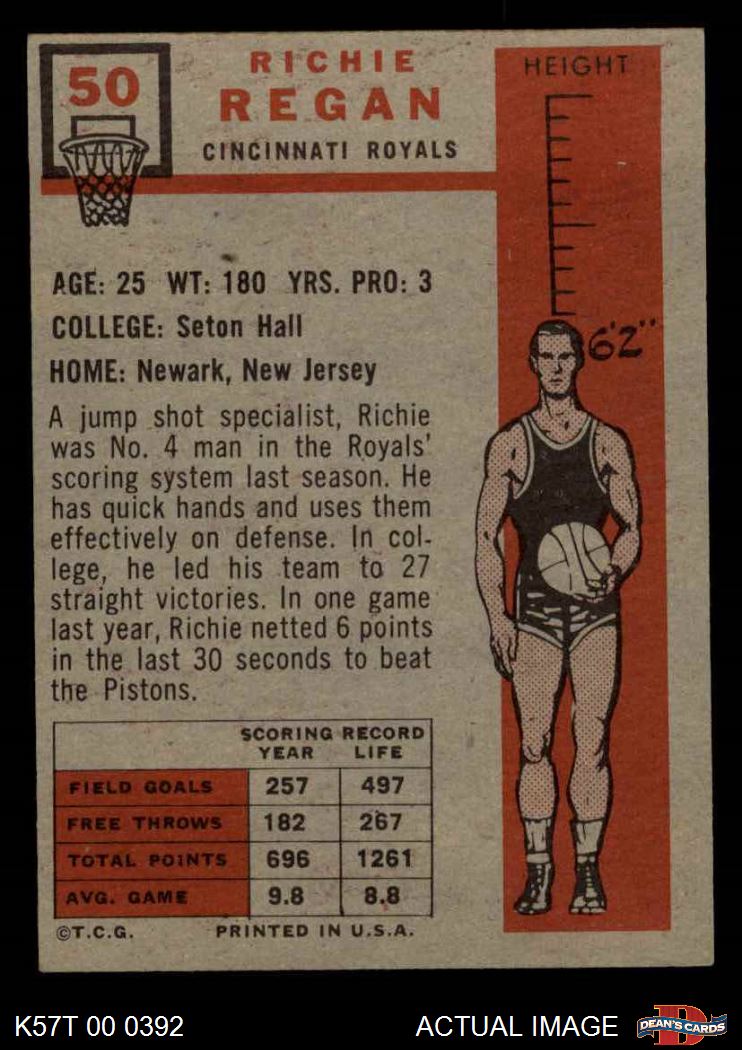 50
RICHIE
REGAN
CINCINNATI ROYALS
HEIGHT
6'2"
AGE: 25 WT: 180 YRS. PRO: 3
COLLEGE: Seton Hall
HOME: Newark, New Jersey
A jump shot specialist, Richie
was No. 4 man in the Royals'
scoring system last season. He
has quick hands and uses them
effectively on defense. In col-
lege, he led his team to 27
straight victories. In one game
last year, Richie netted 6 points
in the last 30 seconds to beat
the Pistons.
SCORING RECORD
YEAR LIFE
FIELD GOALS 257 497
FREE THROWS 182 267
TOTAL POINTS 696 1261
AVG. GAME 9.8 8.8
©T.C.G. PRINTED IN U.S.A.
K57T 00 0392 ACTUAL IMAGE DEAN'S CARDS